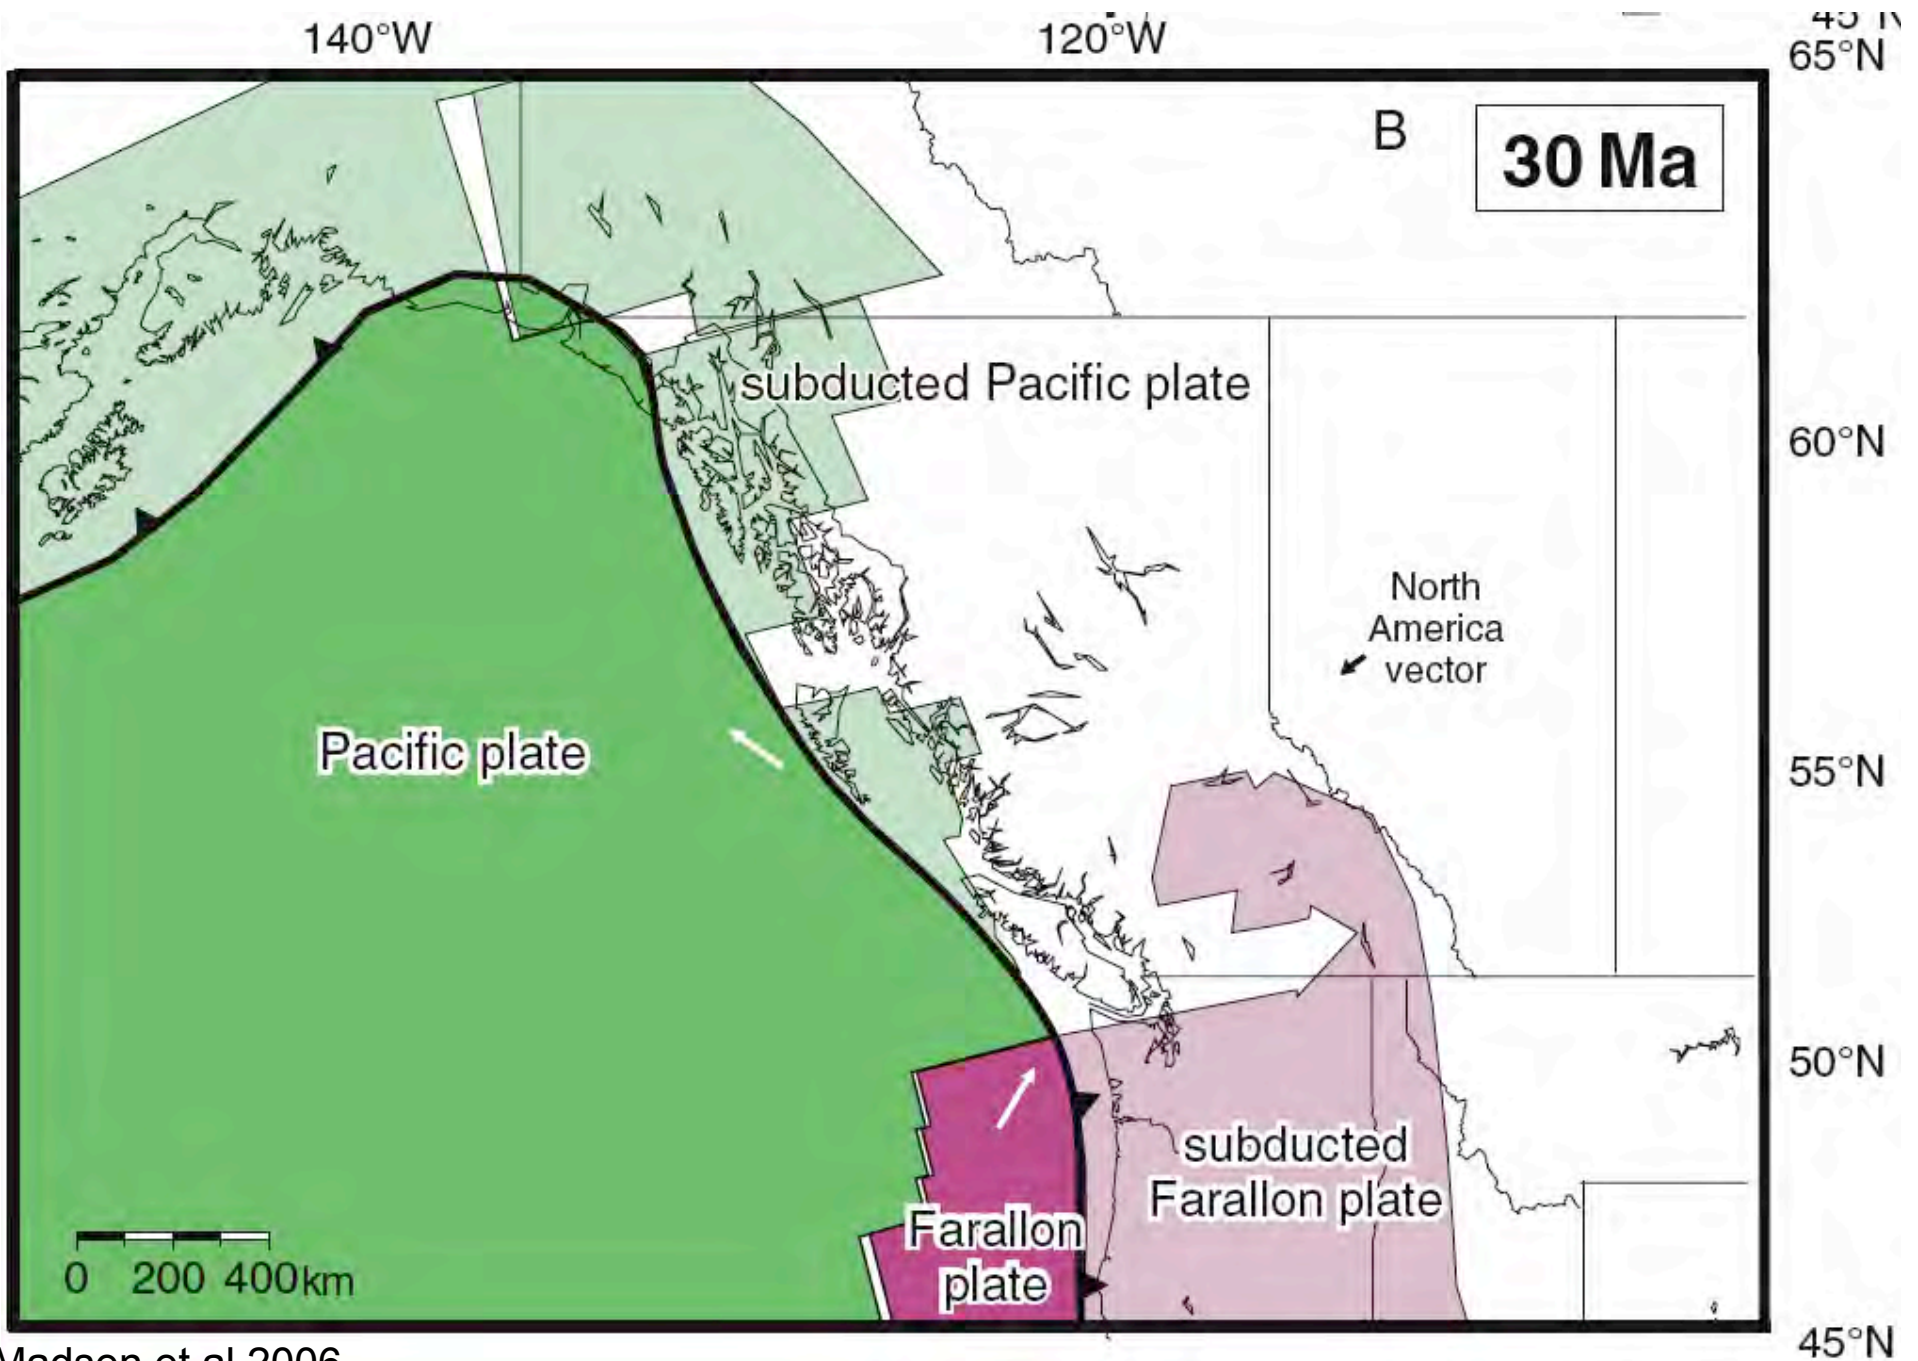 140°W
120°W
65°N
B
30 Ma
subducted Pacific plate
60°N
North
America
vector
Pacific plate
55°N
50°N
subducted
Farallon plate
Farallon
plate
0 200 400km
45°N